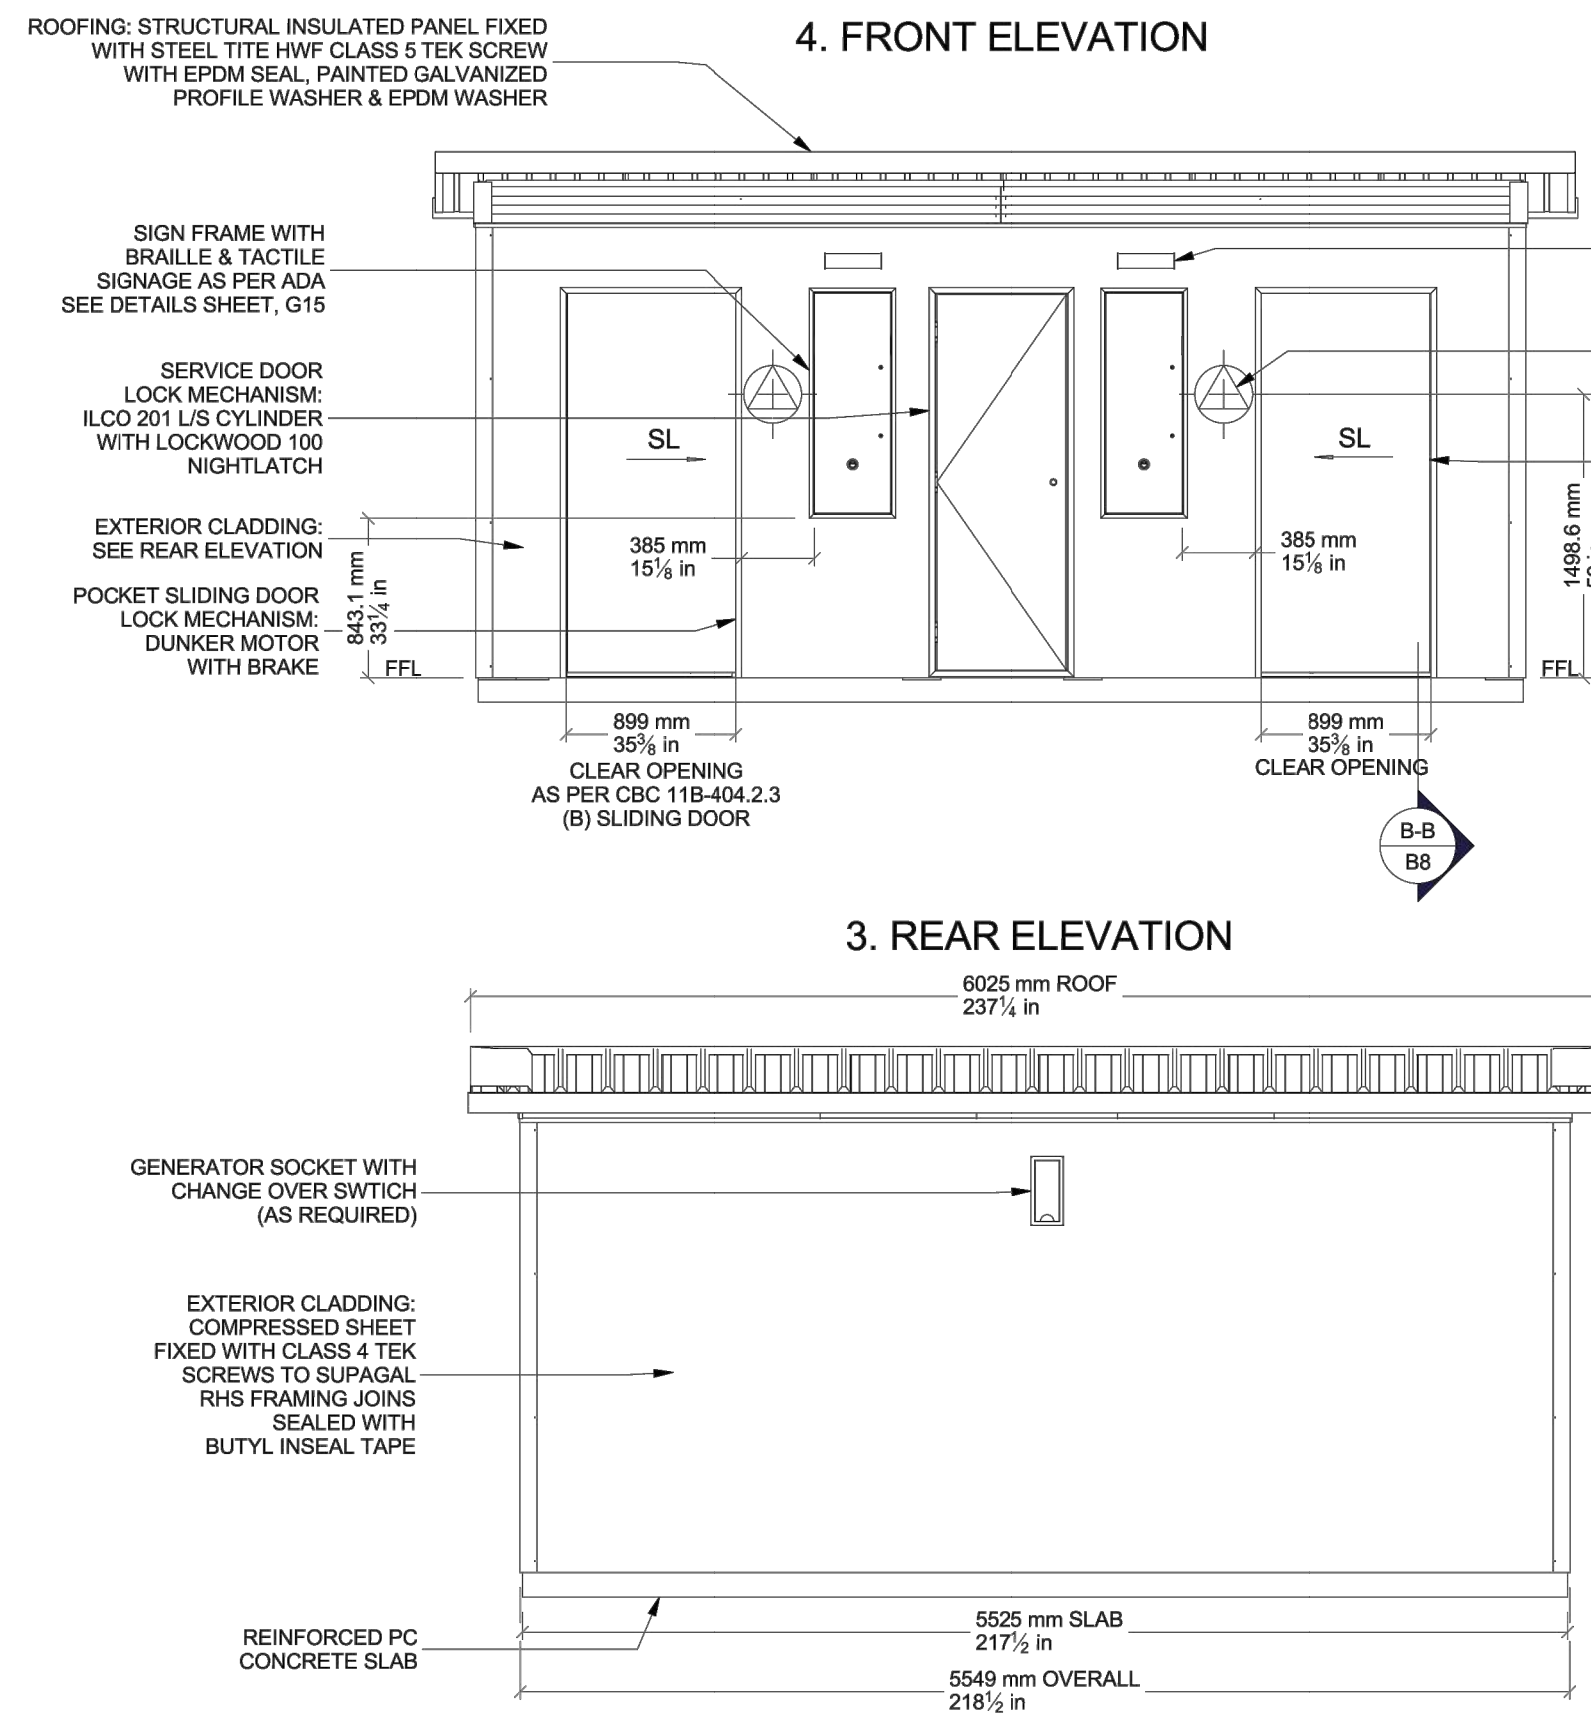 4. FRONT ELEVATION
ROOFING: STRUCTURAL INSULATED PANEL FIXED
WITH STEEL TITE HWF CLASS 5 TEK SCREW
WITH EPDM SEAL, PAINTED GALVANIZED
PROFILE WASHER & EPDM WASHER
SIGN FRAME WITH
BRAILLE & TACTILE
SIGNAGE AS PER ADA
SEE DETAILS SHEET, G15
SERVICE DOOR
LOCK MECHANISM:
ILCO 201 L/S CYLINDER
WITH LOCKWOOD 100
NIGHTLATCH
EXTERIOR CLADDING:
SEE REAR ELEVATION
POCKET SLIDING DOOR
LOCK MECHANISM:
DUNKER MOTOR
WITH BRAKE
843.1 mm
33¼ in
FFL
SL
SL
385 mm
15⅛ in
385 mm
15⅛ in
1498.6 mm
FFL
899 mm
35⅜ in
CLEAR OPENING
AS PER CBC 11B-404.2.3
(B) SLIDING DOOR
899 mm
35⅜ in
CLEAR OPENING
B-B
B8
3. REAR ELEVATION
6025 mm ROOF
237¼ in
GENERATOR SOCKET WITH
CHANGE OVER SWTICH
(AS REQUIRED)
EXTERIOR CLADDING:
COMPRESSED SHEET
FIXED WITH CLASS 4 TEK
SCREWS TO SUPAGAL
RHS FRAMING JOINS
SEALED WITH
BUTYL INSEAL TAPE
REINFORCED PC
CONCRETE SLAB
5525 mm SLAB
217½ in
5549 mm OVERALL
218½ in